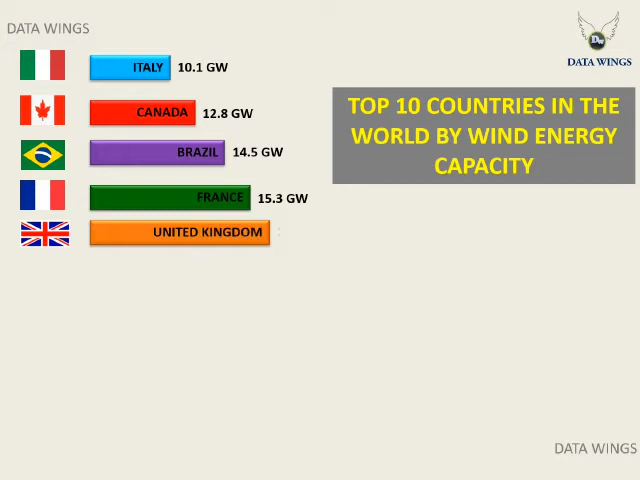 DATA WINGS
DW
DATA WINGS
ITALY 10.1 GW
CANADA 12.8 GW
BRAZIL 14.5 GW
FRANCE 15.3 GW
UNITED KINGDOM
TOP 10 COUNTRIES IN THE
WORLD BY WIND ENERGY
CAPACITY
DATA WINGS